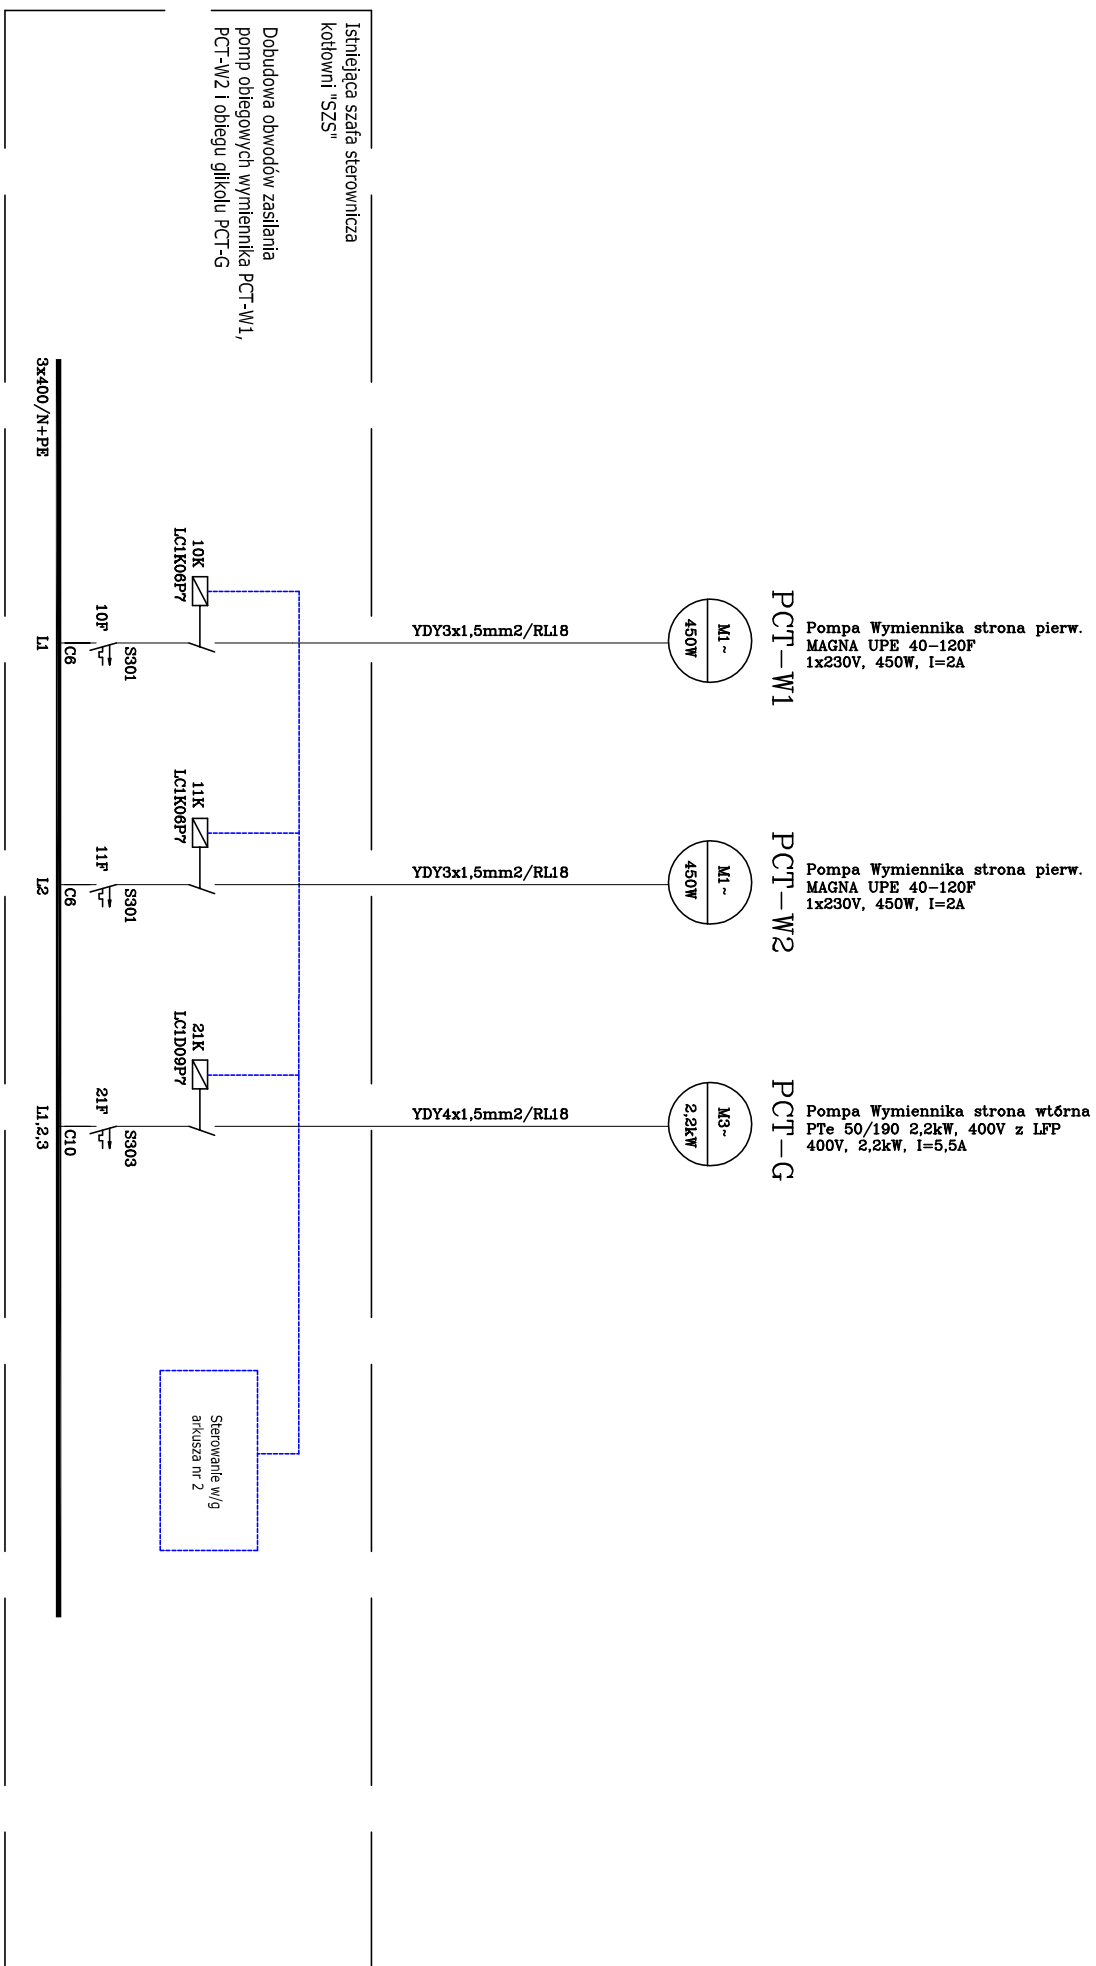 Istniejąca szafa sterownicza
kotłowni "SZS"
Dobudowa obwodów zasilania
pomp obiegowych wymiennika PCT-W1,
PCT-W2 i obiegu glikolu PCT-G
3x400/N+PE
PCT-W1
Pompa Wymiennika strona pierw.
MAGNA UPE 40-120F
1x230V, 450W, I=2A
M1~
450W
YDY3x1,5mm2/RL18
10K
LC1K06P7
10F
S301
C6
L1
PCT-W2
Pompa Wymiennika strona pierw.
MAGNA UPE 40-120F
1x230V, 450W, I=2A
M1~
450W
YDY3x1,5mm2/RL18
11K
LC1K06P7
11F
S301
C6
L2
PCT-G
Pompa Wymiennika strona wtórna
PTe 50/190 2,2kW, 400V z LFP
400V, 2,2kW, I=5,5A
M3~
2,2kW
YDY4x1,5mm2/RL18
21K
LC1D09P7
21F
S303
C10
L1,2,3
Sterowanie w/g
arkusza nr 2